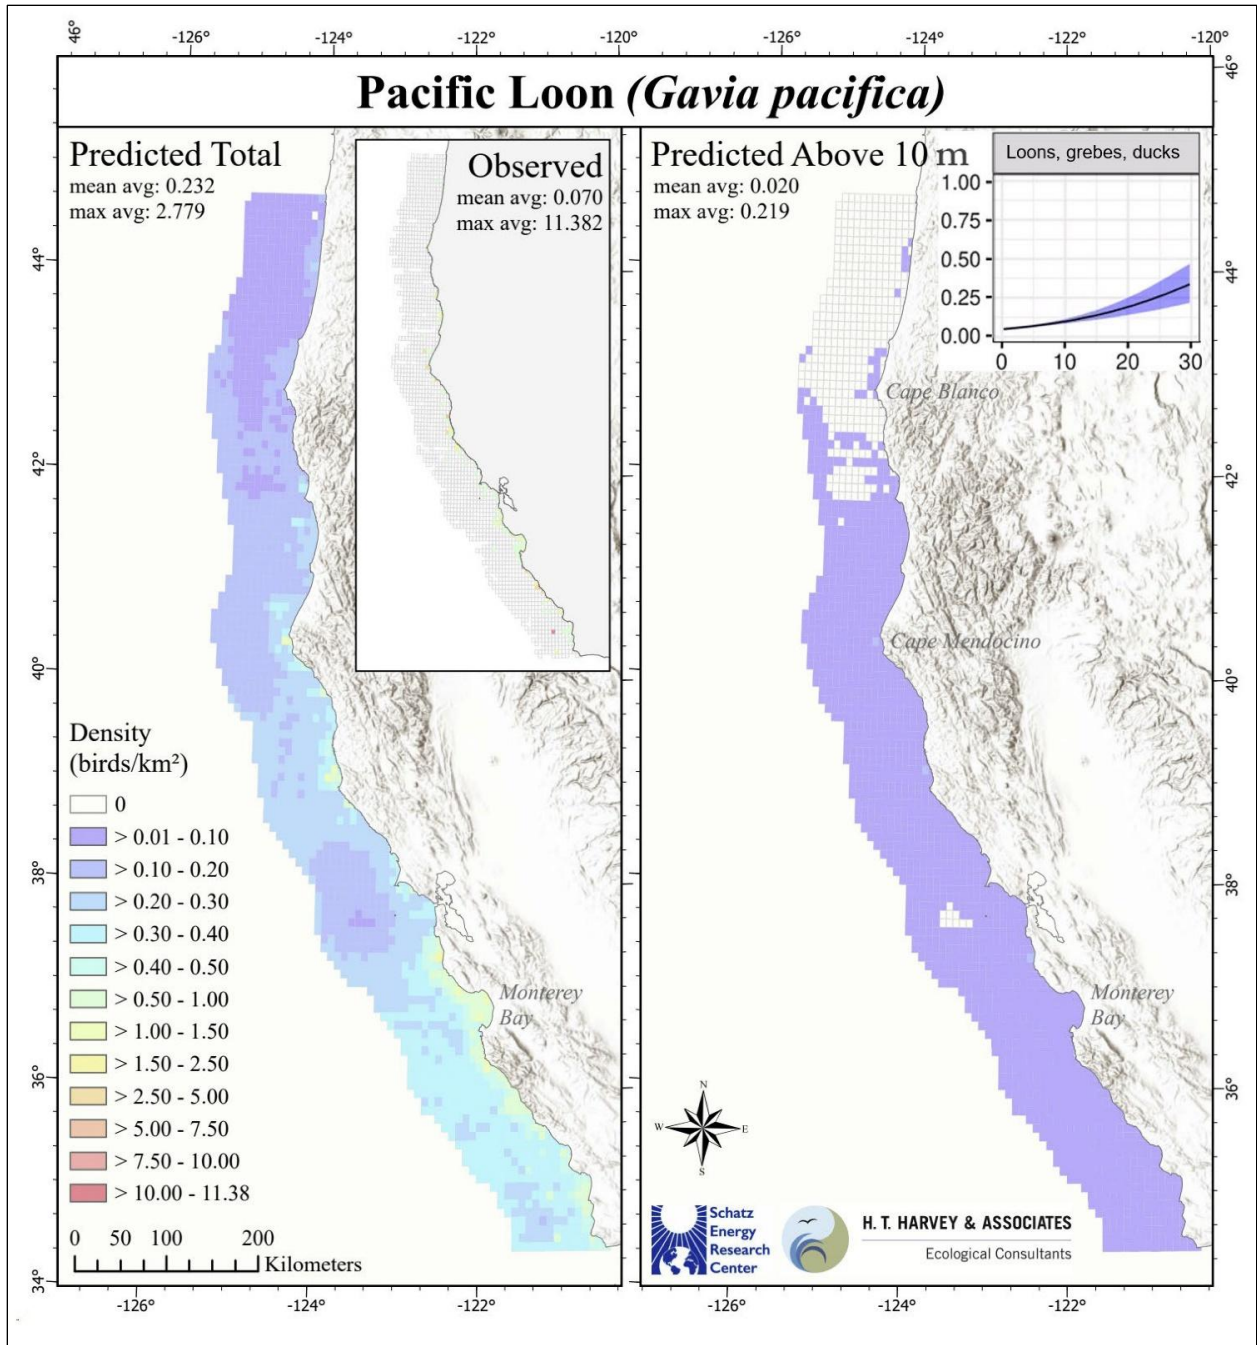 46°
-126°
-124°
-122°
-120°
-126°
-124°
-122°
-120°
46°
Pacific Loon (Gavia pacifica)
Predicted Total
mean avg: 0.232
max avg: 2.779
Observed
mean avg: 0.070
max avg: 11.382
Predicted Above 10 m
mean avg: 0.020
max avg: 0.219
Loons, grebes, ducks
1.00
0.75
0.50
0.25
0.00
0
10
20
30
44°
42°
40°
38°
36°
34°
44°
42°
40°
38°
36°
Cape Blanco
Cape Mendocino
Monterey
Bay
Monterey
Bay
Density
(birds/km²)
0
> 0.01 - 0.10
> 0.10 - 0.20
> 0.20 - 0.30
> 0.30 - 0.40
> 0.40 - 0.50
> 0.50 - 1.00
> 1.00 - 1.50
> 1.50 - 2.50
> 2.50 - 5.00
> 5.00 - 7.50
> 7.50 - 10.00
> 10.00 - 11.38
0 50 100 200
Kilometers
N
W
E
S
Schatz
Energy
Research
Center
H. T. HARVEY & ASSOCIATES
Ecological Consultants
-126°
-124°
-122°
-126°
-124°
-122°